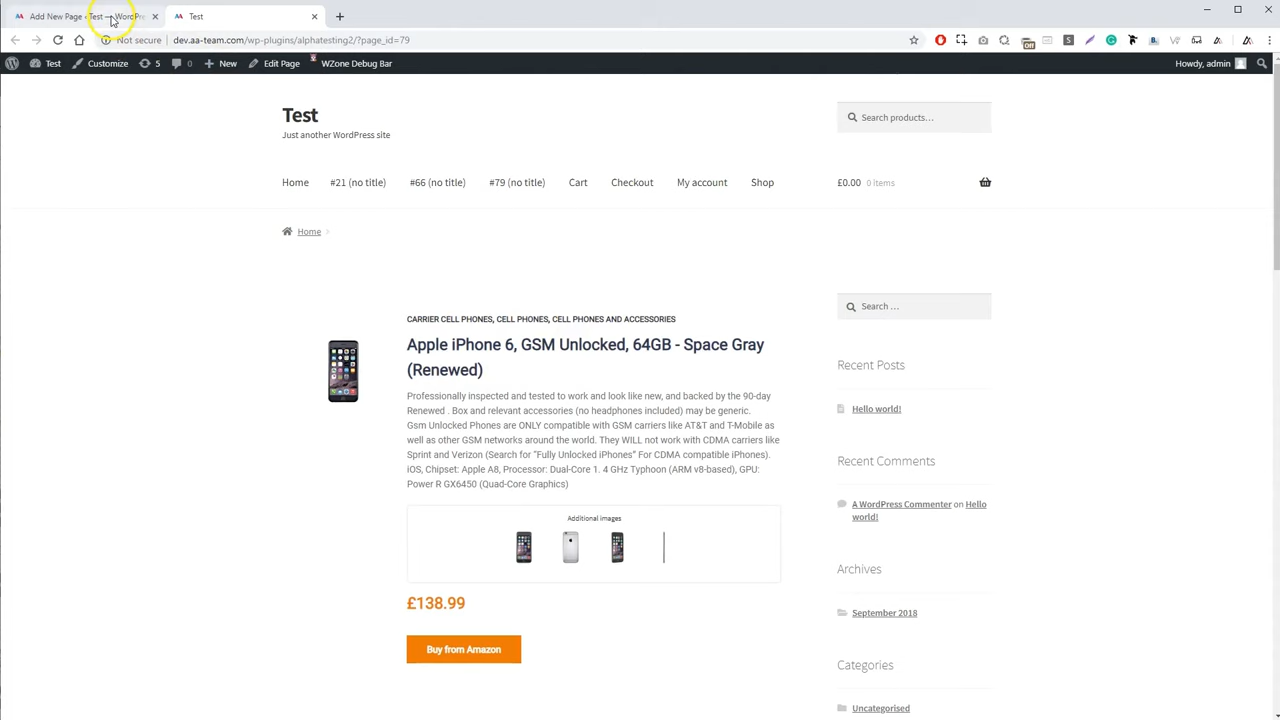 Add New Page ‹ Test — WordPre
Test
Not secure
dev.aa-team.com/wp-plugins/alphatesting2/?page_id=79
Test
Customize
5
0
New
Edit Page
WZone Debug Bar
Howdy, admin
Test
Just another WordPress site
Search products…
Home
#21 (no title)
#66 (no title)
#79 (no title)
Cart
Checkout
My account
Shop
£0.00 0 items
Home
CARRIER CELL PHONES, CELL PHONES, CELL PHONES AND ACCESSORIES
Apple iPhone 6, GSM Unlocked, 64GB - Space Gray
(Renewed)
Professionally inspected and tested to work and look like new, and backed by the 90-day
Renewed . Box and relevant accessories (no headphones included) may be generic.
Gsm Unlocked Phones are ONLY compatible with GSM carriers like AT&T and T-Mobile as
well as other GSM networks around the world. They WILL not work with CDMA carriers like
Sprint and Verizon (Search for "Fully Unlocked iPhones" For CDMA compatible iPhones).
iOS, Chipset: Apple A8, Processor: Dual-Core 1. 4 GHz Typhoon (ARM v8-based), GPU:
Power R GX6450 (Quad-Core Graphics)
Additional images
£138.99
Buy from Amazon
Search …
Recent Posts
Hello world!
Recent Comments
A WordPress Commenter on Hello
world!
Archives
September 2018
Categories
Uncategorised